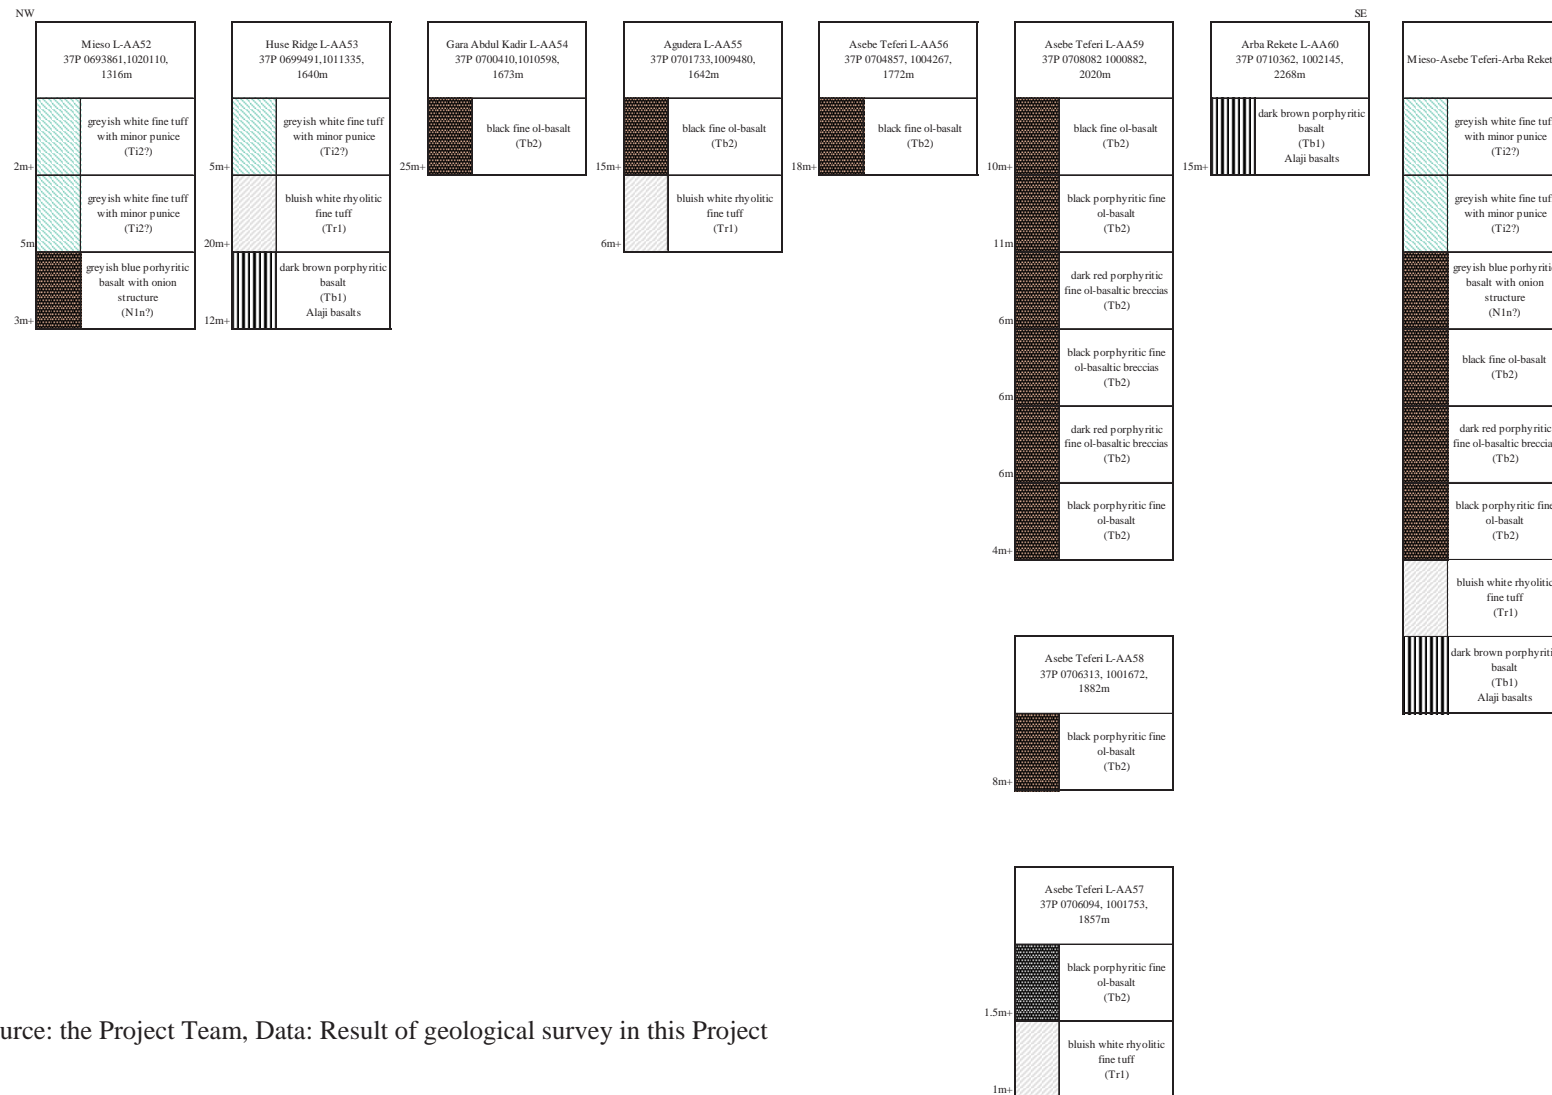 NW
SE
Mieso L-AA52
37P 0693861,1020110,
1316m
greyish white fine tuff
with minor punice
(Ti2?)
2m+
greyish white fine tuff
with minor punice
(Ti2?)
5m
greyish blue porhyritic
basalt with onion
structure
(N1n?)
3m+
Huse Ridge L-AA53
37P 0699491,1011335,
1640m
greyish white fine tuff
with minor punice
(Ti2?)
5m+
bluish white rhyolitic
fine tuff
(Tr1)
20m+
dark brown porphyritic
basalt
(Tb1)
Alaji basalts
12m+
Gara Abdul Kadir L-AA54
37P 0700410,1010598,
1673m
black fine ol-basalt
(Tb2)
25m+
Agudera L-AA55
37P 0701733,1009480,
1642m
black fine ol-basalt
(Tb2)
15m+
bluish white rhyolitic
fine tuff
(Tr1)
6m+
Asebe Teferi L-AA56
37P 0704857, 1004267,
1772m
black fine ol-basalt
(Tb2)
18m+
Asebe Teferi L-AA59
37P 0708082 1000882,
2020m
black fine ol-basalt
(Tb2)
10m+
black porphyritic fine
ol-basalt
(Tb2)
11m
dark red porphyritic
fine ol-basaltic breccias
(Tb2)
6m
black porphyritic fine
ol-basaltic breccias
(Tb2)
6m
dark red porphyritic
fine ol-basaltic breccias
(Tb2)
6m
black porphyritic fine
ol-basalt
(Tb2)
4m+
Asebe Teferi L-AA58
37P 0706313, 1001672,
1882m
black porphyritic fine
ol-basalt
(Tb2)
8m+
Asebe Teferi L-AA57
37P 0706094, 1001753,
1857m
black porphyritic fine
ol-basalt
(Tb2)
1.5m+
bluish white rhyolitic
fine tuff
(Tr1)
1m+
Arba Rekete L-AA60
37P 0710362, 1002145,
2268m
dark brown porphyritic
basalt
(Tb1)
Alaji basalts
15m+
Mieso-Asebe Teferi-Arba Reket
greyish white fine tuf
with minor punice
(Ti2?)
greyish white fine tuf
with minor punice
(Ti2?)
greyish blue porhyritic
basalt with onion
structure
(N1n?)
black fine ol-basalt
(Tb2)
dark red porphyritic
fine ol-basaltic breccia
(Tb2)
black porphyritic fine
ol-basalt
(Tb2)
bluish white rhyolitic
fine tuff
(Tr1)
dark brown porphyriti
basalt
(Tb1)
Alaji basalts
urce: the Project Team, Data: Result of geological survey in this Project